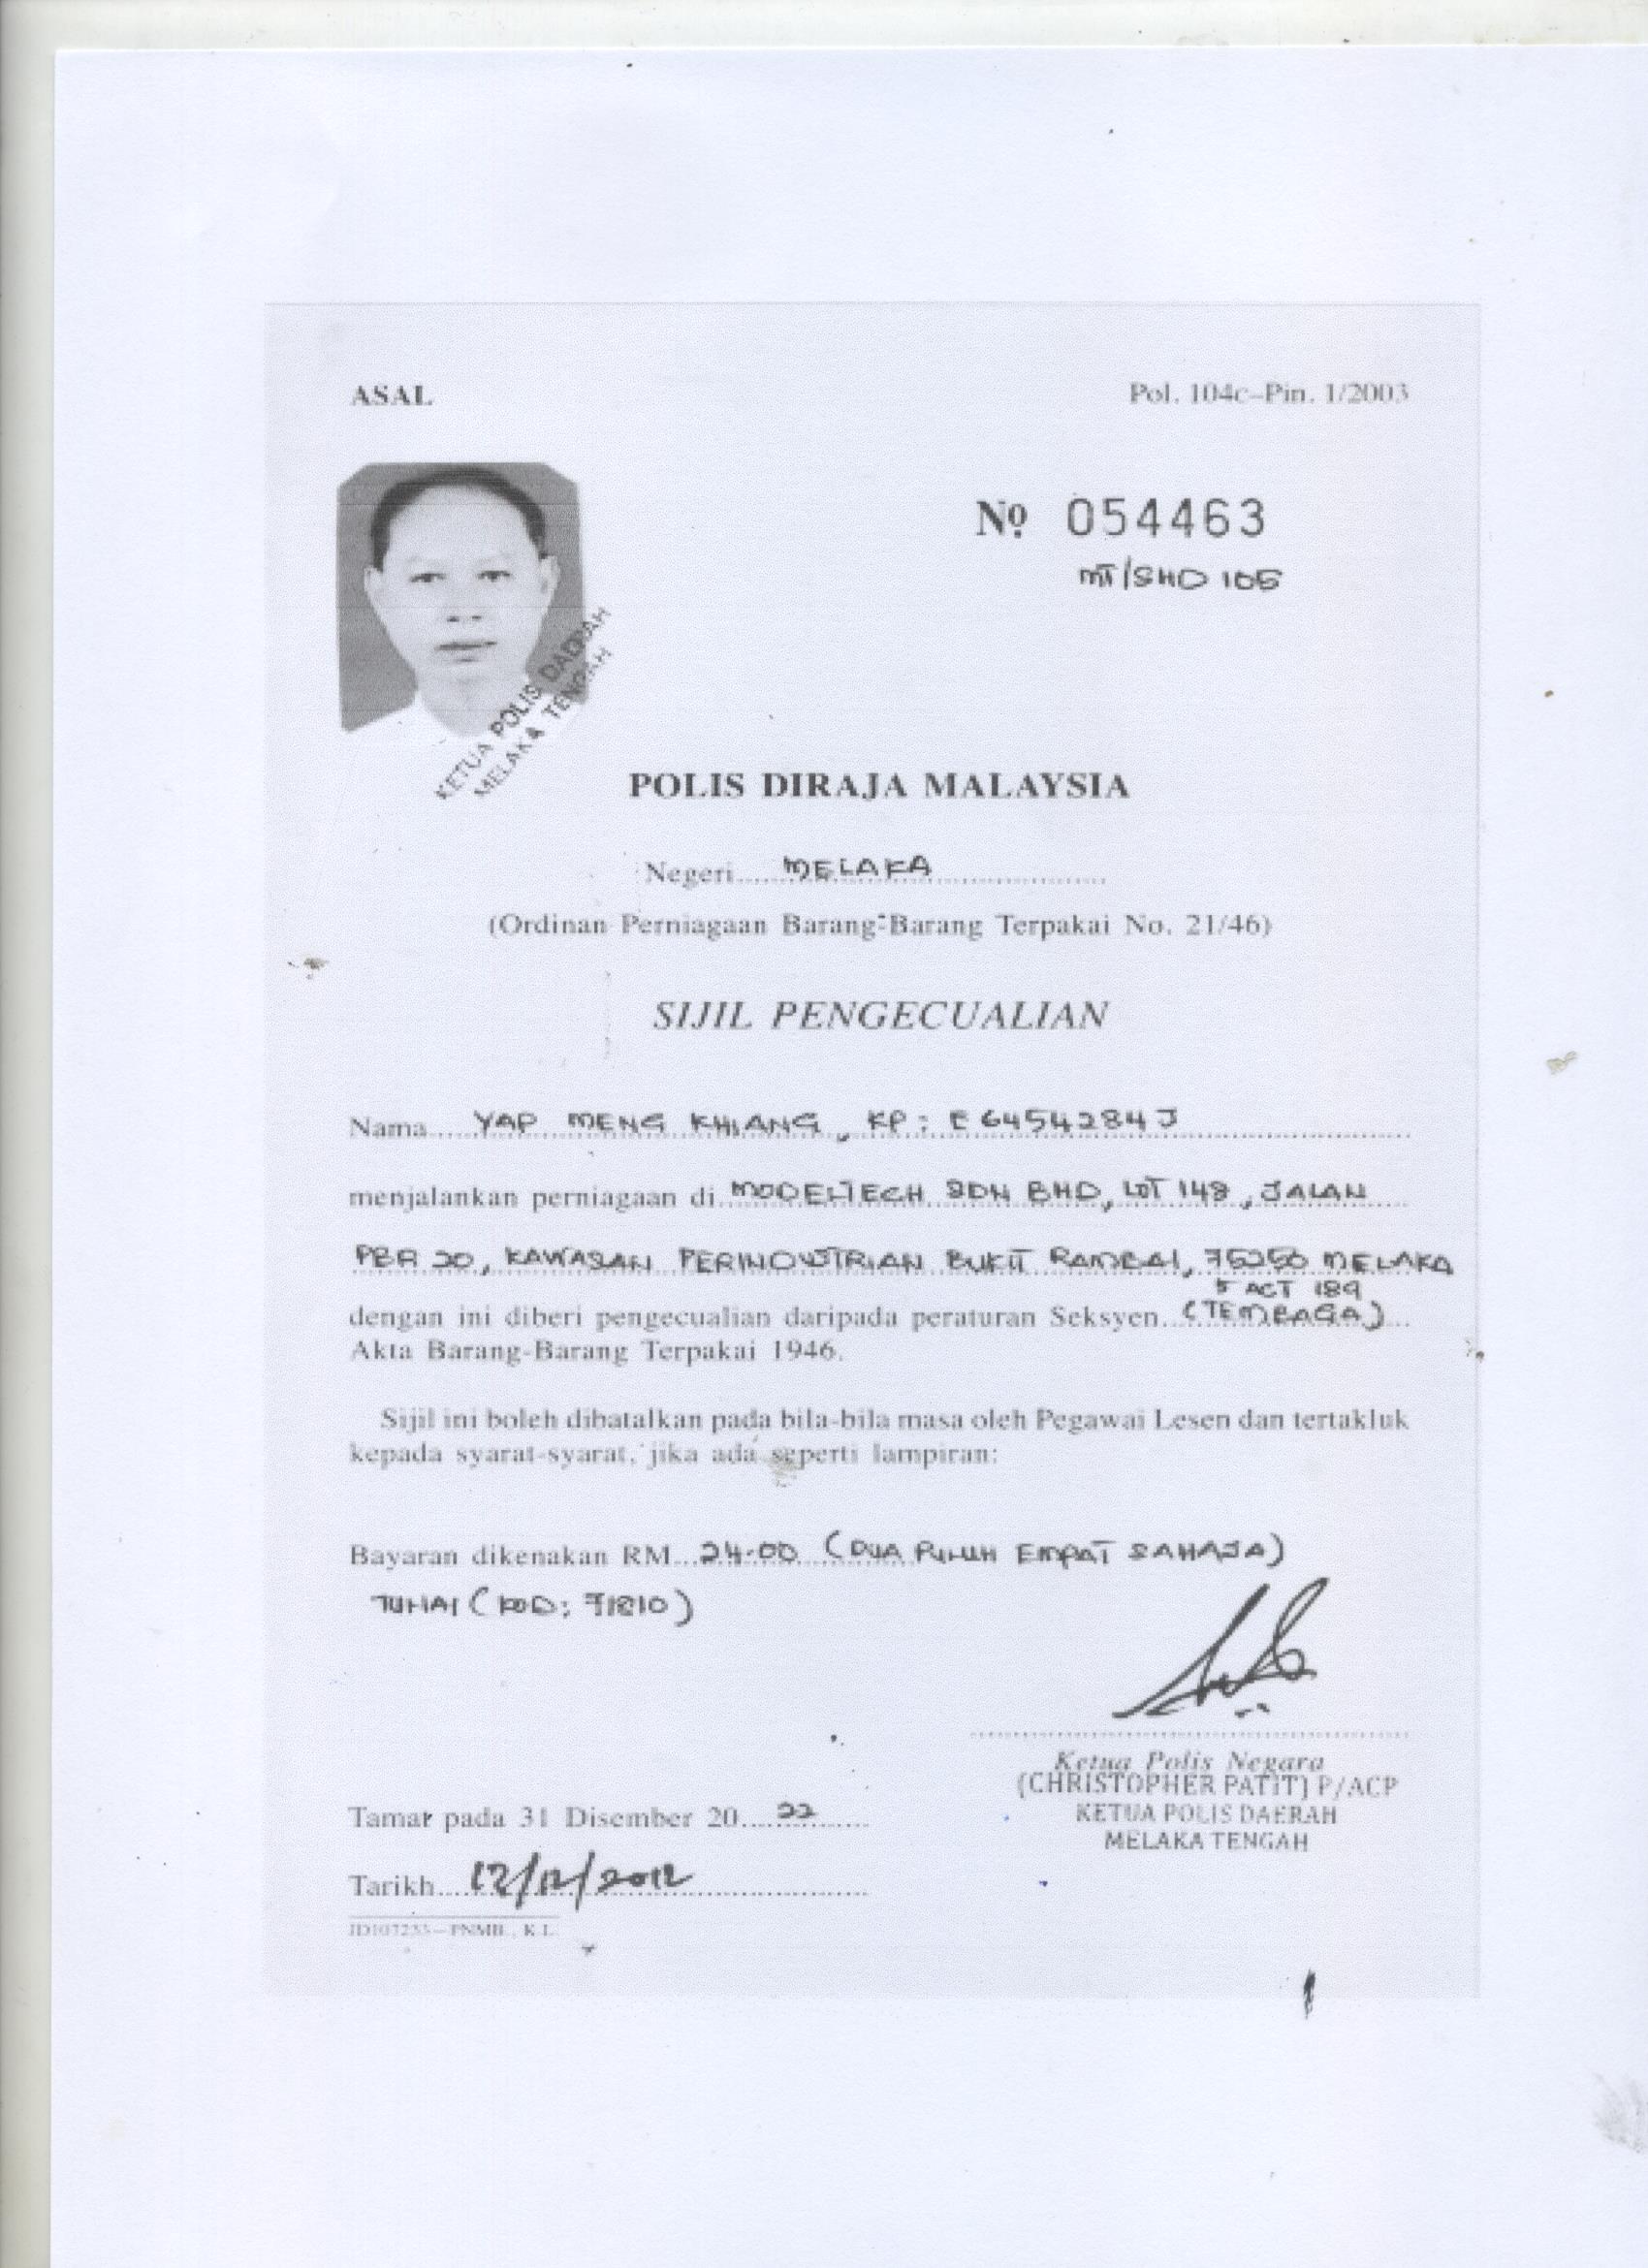 ASAL
Pol. 104c–Pin. 1/2003
Nọ 054463
MT/SHD 105
KETUA POLIS DAERAH
MELAKA TENGAH
POLIS DIRAJA MALAYSIA
Negeri MELAKA
(Ordinan Perniagaan Barang-Barang Terpakai No. 21/46)
SIJIL PENGECUALIAN
Nama YAP MENG KHIANG, KP: E6454284J
menjalankan perniagaan di MODELTECH SDN BHD, LOT 148, JALAN
PBR 20, KAWASAN PERINDUSTRIAN BUKIT RAMBAI, 75250 MELAKA
5 ACT 189
dengan ini diberi pengecualian daripada peraturan Seksyen (TEMBAGA)
Akta Barang-Barang Terpakai 1946.
Sijil ini boleh dibatalkan pada bila-bila masa oleh Pegawai Lesen dan tertakluk
kepada syarat-syarat, jika ada seperti lampiran:
Bayaran dikenakan RM 24.00 (DUA PULUH EMPAT SAHAJA)
TUNAI (KOD: 71810)
Ketua Polis Negara
(CHRISTOPHER PATIT) P/ACP
KETUA POLIS DAERAH
MELAKA TENGAH
Tamat pada 31 Disember 20 22
Tarikh 12/12/2012
PNMB., K.L.